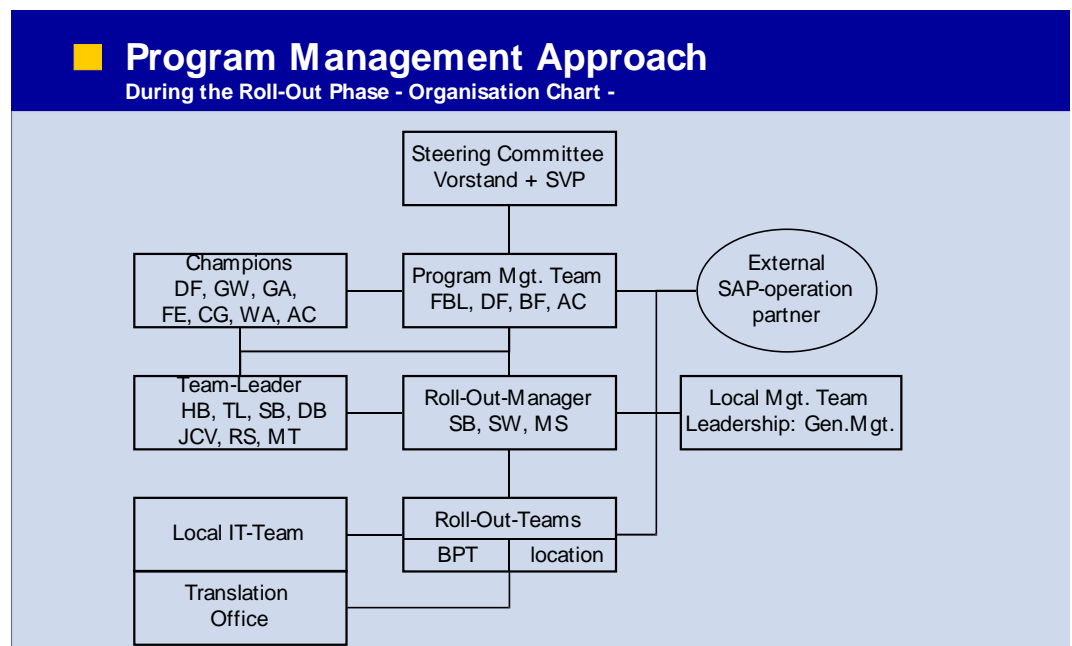 Program Management Approach
During the Roll-Out Phase - Organisation Chart -
Steering Committee
Vorstand + SVP
Champions
DF, GW, GA,
FE, CG, WA, AC
Program Mgt. Team
FBL, DF, BF, AC
External
SAP-operation
partner
Team-Leader
HB, TL, SB, DB
JCV, RS, MT
Roll-Out-Manager
SB, SW, MS
Local Mgt. Team
Leadership: Gen.Mgt.
Local IT-Team
Roll-Out-Teams
BPT
location
Translation
Office